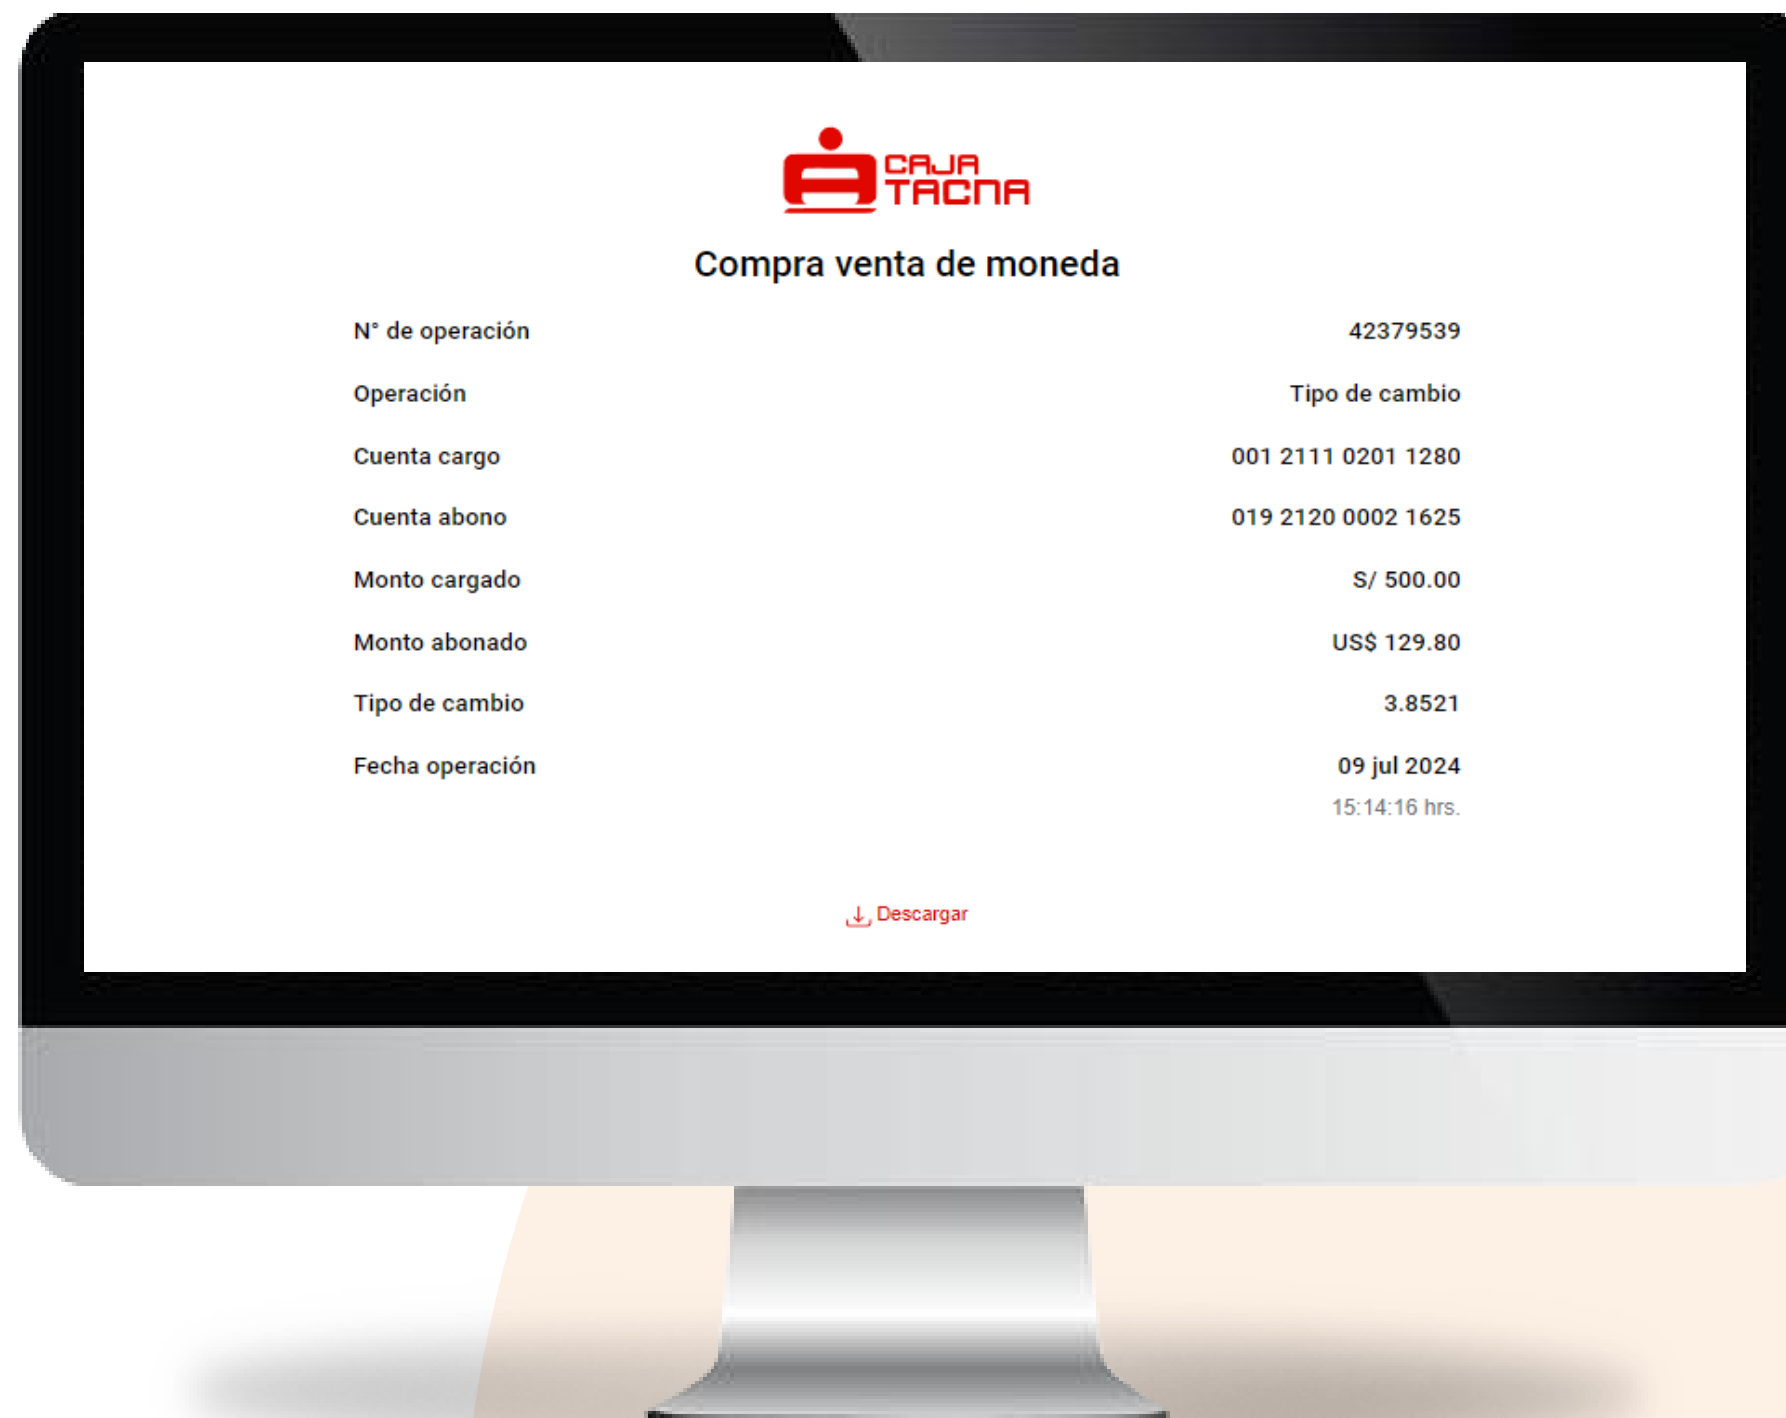 CAJA
TACNA
Compra venta de moneda
N° de operación 42379539
Operación Tipo de cambio
Cuenta cargo 001 2111 0201 1280
Cuenta abono 019 2120 0002 1625
Monto cargado S/ 500.00
Monto abonado US$ 129.80
Tipo de cambio 3.8521
Fecha operación 09 jul 2024
15:14:16 hrs.
Descargar